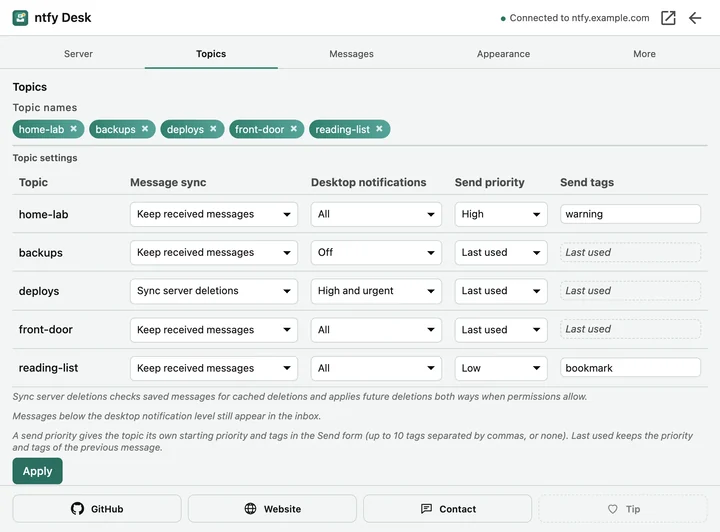 ntfy Desk
Connected to ntfy.example.com
Server Topics Messages Appearance More
Topics
Topic names
home-lab × backups × deploys × front-door × reading-list ×
Topic settings
Topic Message sync Desktop notifications Send priority Send tags
home-lab Keep received messages All High warning
backups Keep received messages Off Last used Last used
deploys Sync server deletions High and urgent Last used Last used
front-door Keep received messages All Last used Last used
reading-list Keep received messages All Low bookmark
Sync server deletions checks saved messages for cached deletions and applies future deletions both ways when permissions allow.
Messages below the desktop notification level still appear in the inbox.
A send priority gives the topic its own starting priority and tags in the Send form (up to 10 tags separated by commas, or none). Last used keeps the priority
and tags of the previous message.
Apply
GitHub Website Contact Tip